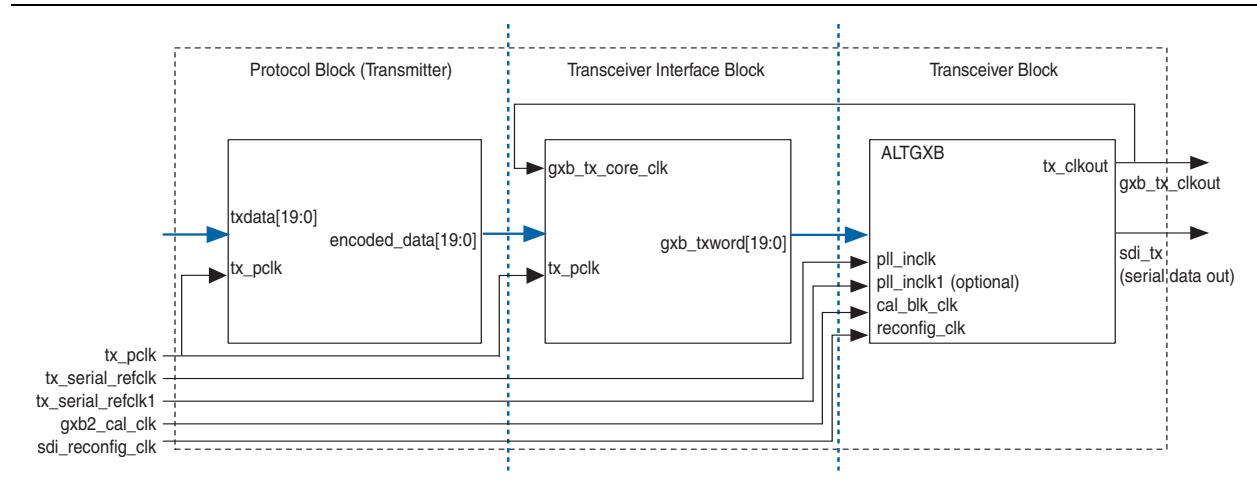 Protocol Block (Transmitter)
Transceiver Interface Block
Transceiver Block
txdata[19:0]
encoded_data[19:0]
tx_pclk
gxb_tx_core_clk
gxb_txword[19:0]
tx_pclk
ALTGXB
tx_clkout
pll_inclk
pll_inclk1 (optional)
cal_blk_clk
reconfig_clk
gxb_tx_clkout
sdi_tx
(serial data out)
tx_pclk
tx_serial_refclk
tx_serial_refclk1
gxb2_cal_clk
sdi_reconfig_clk